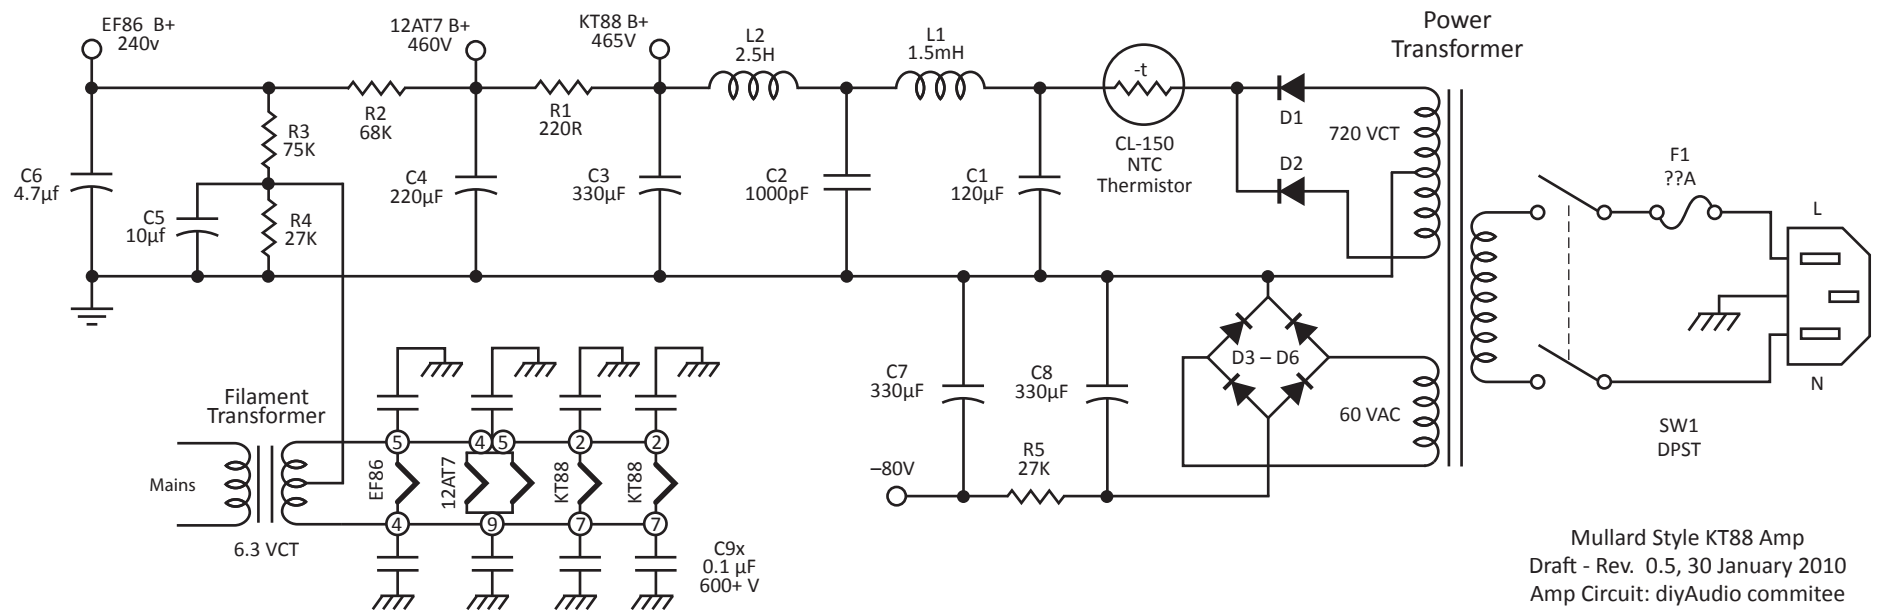 EF86 B+
240v
12AT7 B+
460V
KT88 B+
465V
L2
2.5H
L1
1.5mH
-t
CL-150
NTC
Thermistor
D1
D2
720 VCT
Power
Transformer
F1
??A
L
N
SW1
DPST
R3
75K
R2
68K
R1
220R
C6
4.7µf
C5
10µf
R4
27K
C4
220µF
C3
330µF
C2
1000pF
C1
120µF
D3 – D6
60 VAC
C7
330µF
C8
330µF
–80V
R5
27K
Filament
Transformer
Mains
6.3 VCT
5
4 5
2
2
EF86
12AT7
KT88
KT88
4
9
7
7
C9x
0.1 µF
600+ V
Mullard Style KT88 Amp
Draft - Rev. 0.5, 30 January 2010
Amp Circuit: diyAudio commitee